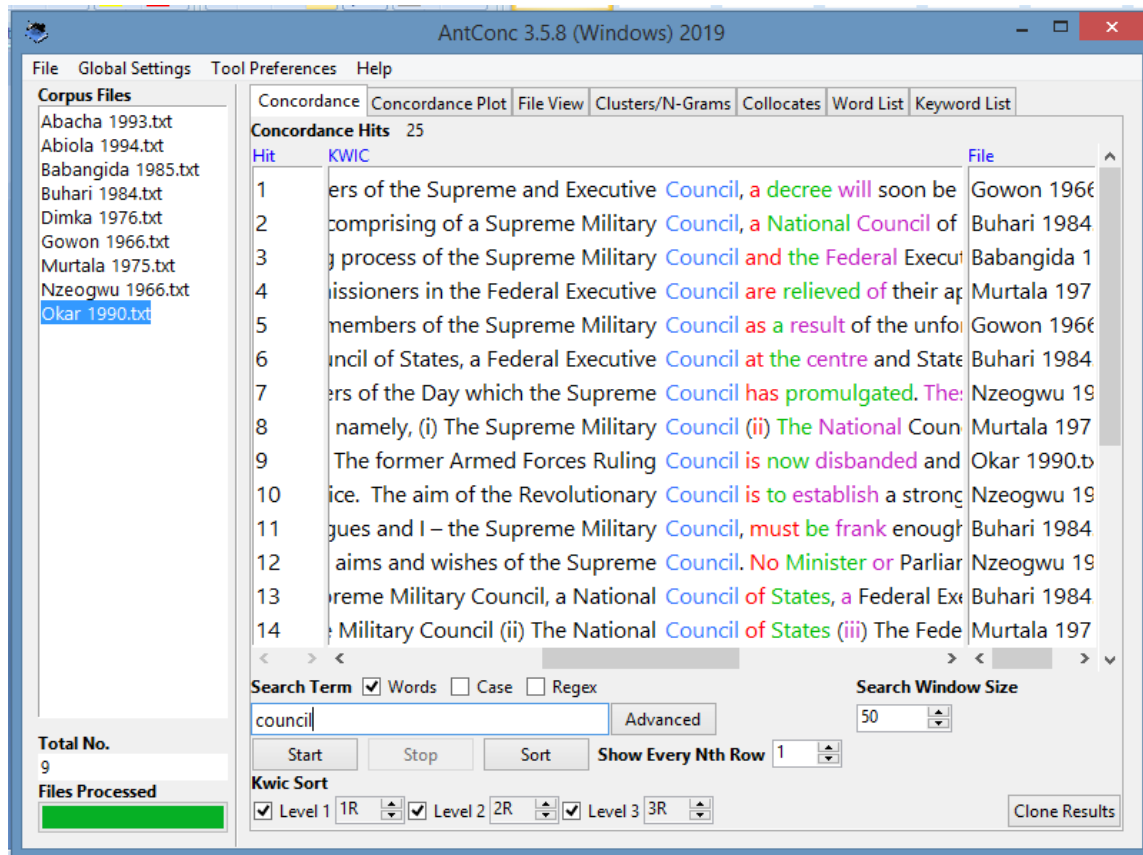 AntConc 3.5.8 (Windows) 2019
File Global Settings Tool Preferences Help
Corpus Files
Abacha 1993.txt
Abiola 1994.txt
Babangida 1985.txt
Buhari 1984.txt
Dimka 1976.txt
Gowon 1966.txt
Murtala 1975.txt
Nzeogwu 1966.txt
Okar 1990.txt
Total No.
9
Files Processed
Concordance Concordance Plot File View Clusters/N-Grams Collocates Word List Keyword List
Concordance Hits 25
Hit KWIC File
1 ers of the Supreme and Executive Council, a decree will soon be Gowon 1966
2 comprising of a Supreme Military Council, a National Council of Buhari 1984
3 g process of the Supreme Military Council and the Federal Execut Babangida 1
4 issioners in the Federal Executive Council are relieved of their ap Murtala 197
5 members of the Supreme Military Council as a result of the unfor Gowon 1966
6 uncil of States, a Federal Executive Council at the centre and State Buhari 1984.
7 ers of the Day which the Supreme Council has promulgated. Thes Nzeogwu 19
8 namely, (i) The Supreme Military Council (ii) The National Coun Murtala 197
9 The former Armed Forces Ruling Council is now disbanded and Okar 1990.tx
10 ice. The aim of the Revolutionary Council is to establish a strong Nzeogwu 19
11 gues and I – the Supreme Military Council, must be frank enough Buhari 1984.
12 aims and wishes of the Supreme Council. No Minister or Parliar Nzeogwu 19
13 preme Military Council, a National Council of States, a Federal Exe Buhari 1984
14 e Military Council (ii) The National Council of States (iii) The Fede Murtala 197
Search Term Words Case Regex Search Window Size
council Advanced 50
Start Stop Sort Show Every Nth Row 1
Kwic Sort
Level 1 1R Level 2 2R Level 3 3R Clone Results